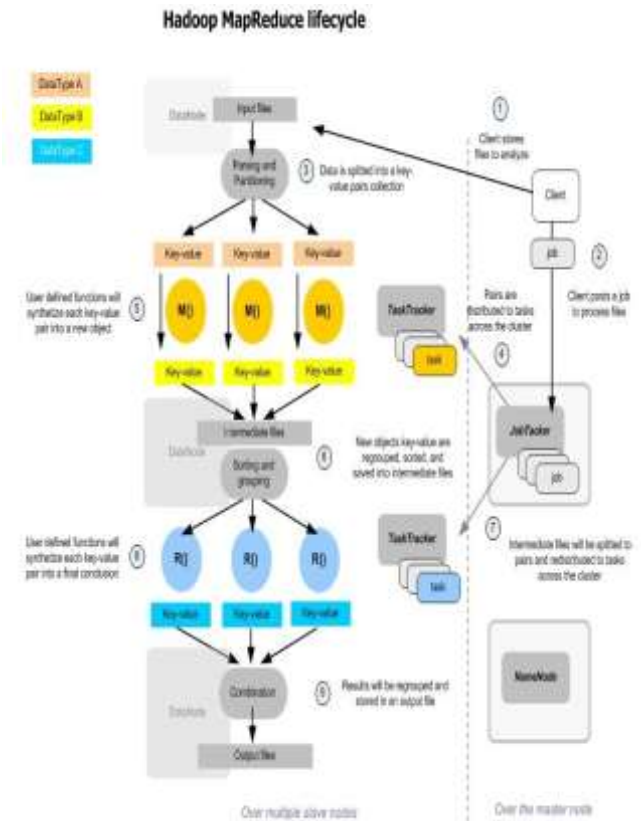 Hadoop MapReduce lifecycle
DataType A
DataType B
DataType C
DataNode
Input files
1
Client stores
files to analyze
Parsing and
Partitioning
3
Data is splitted into a key-
value pairs collection
Client
job
2
Client posts a job
to process files
Key-value
Key-value
Key-value
User defined functions will
synthetize each key-value
pair into a new object
5
M()
M()
M()
TaskTracker
task
Pairs are
distributed to tasks
across the cluster
4
Key-value
Key-value
Key-value
DataNode
Intermediate files
Sorting and
grouping
6
New objects key-value are
regrouped, sorted, and
saved into intermediate files
JobTacker
job
User defined functions will
synthetize each key-value
pair into a final conclusion
8
R()
R()
R()
TaskTracker
task
7
Intermediate files will be splitted to
pairs and redistributed to tasks
across the cluster
Key-value
Key-value
Key-value
DataNode
Combination
9
Results will be regrouped and
stored in an output file
NameNode
Output files
Over multiple slave nodes
Over the master node